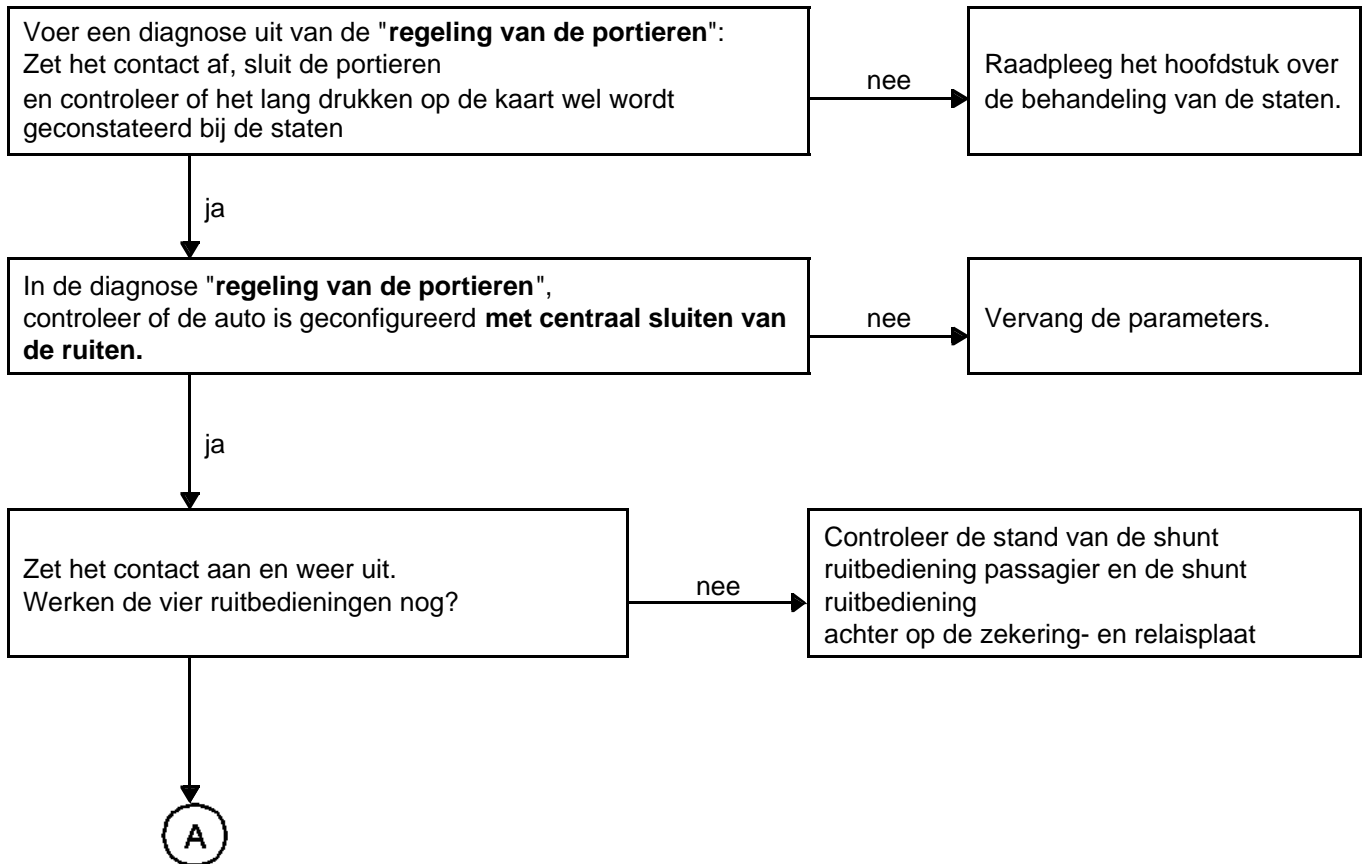 Voer een diagnose uit van de "regeling van de portieren":
Zet het contact af, sluit de portieren
en controleer of het lang drukken op de kaart wel wordt
geconstateerd bij de staten
nee
Raadpleeg het hoofdstuk over
de behandeling van de staten.
ja
In de diagnose "regeling van de portieren",
controleer of de auto is geconfigureerd met centraal sluiten van
de ruiten.
nee
Vervang de parameters.
ja
Zet het contact aan en weer uit.
Werken de vier ruitbedieningen nog?
nee
Controleer de stand van de shunt
ruitbediening passagier en de shunt
ruitbediening
achter op de zekering- en relaisplaat
A